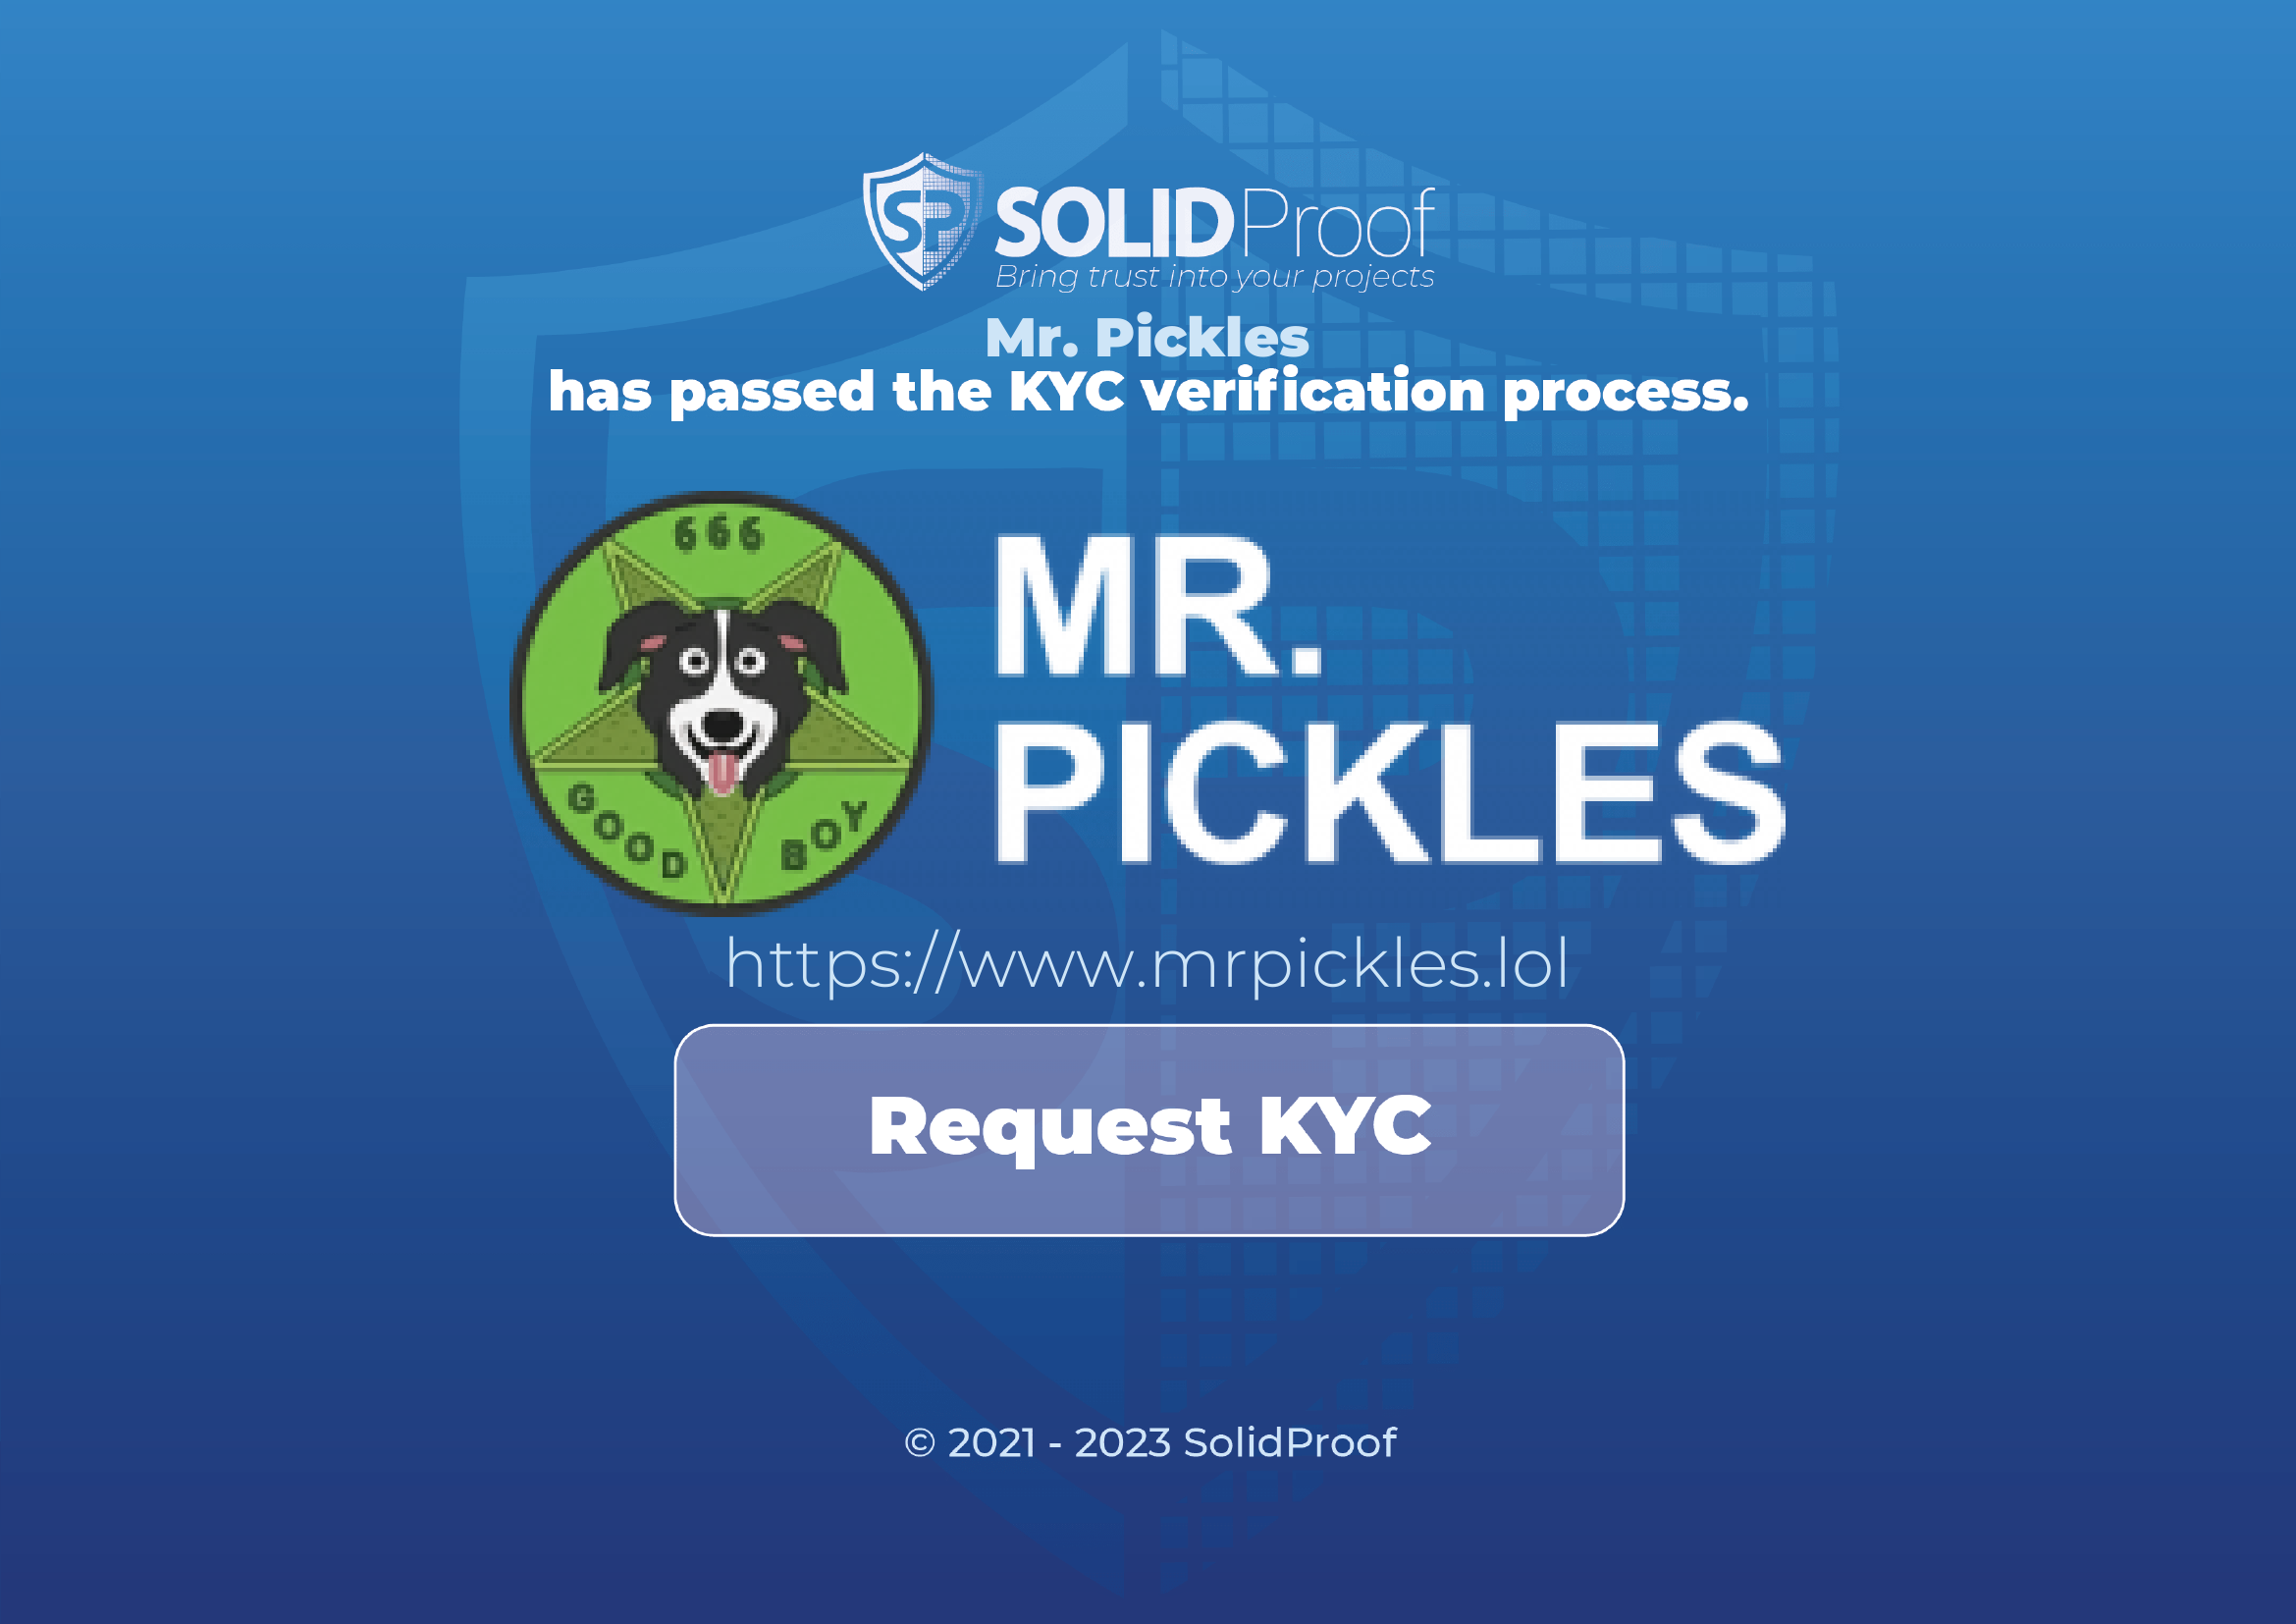 SP SOLIDProof
Bring trust into your projects
Mr. Pickles
has passed the KYC verification process.
666
GOOD BOY
MR.
PICKLES
https://www.mrpickles.lol
Request KYC
© 2021 - 2023 SolidProof